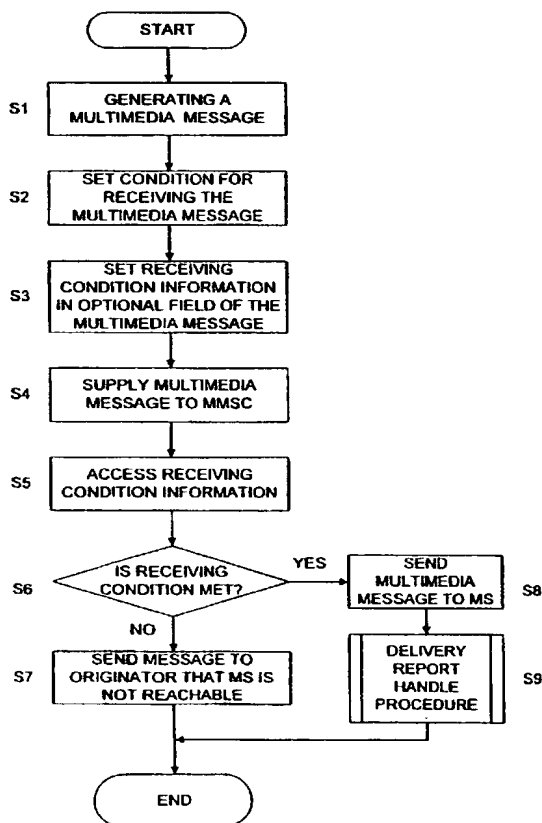 START
S1
GENERATING A
MULTIMEDIA MESSAGE
S2
SET CONDITION FOR
RECEIVING THE
MULTIMEDIA MESSAGE
S3
SET RECEIVING
CONDITION INFORMATION
IN OPTIONAL FIELD OF THE
MULTIMEDIA MESSAGE
S4
SUPPLY MULTIMEDIA
MESSAGE TO MMSC
S5
ACCESS RECEIVING
CONDITION INFORMATION
S6
IS RECEIVING
CONDITION MET?
YES
SEND
MULTIMEDIA
MESSAGE TO MS
S8
NO
S7
SEND MESSAGE TO
ORIGINATOR THAT MS IS
NOT REACHABLE
DELIVERY
REPORT
HANDLE
PROCEDURE
S9
END